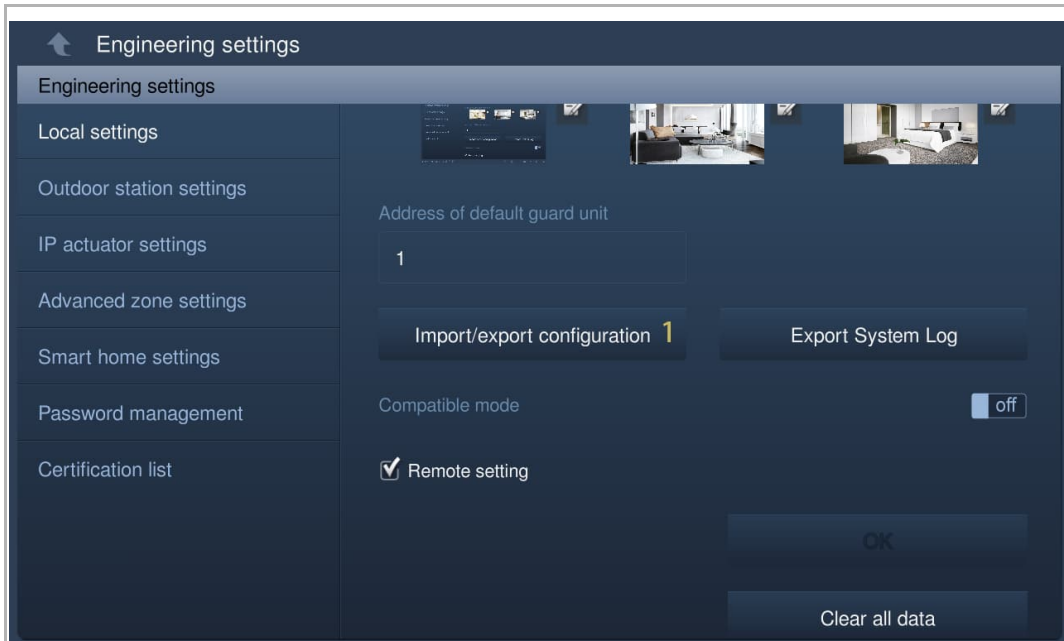 Engineering settings
Engineering settings
Local settings
Outdoor station settings
IP actuator settings
Advanced zone settings
Smart home settings
Password management
Certification list
Address of default guard unit
1
Import/export configuration 1
Export System Log
Compatible mode
off
Remote setting
OK
Clear all data